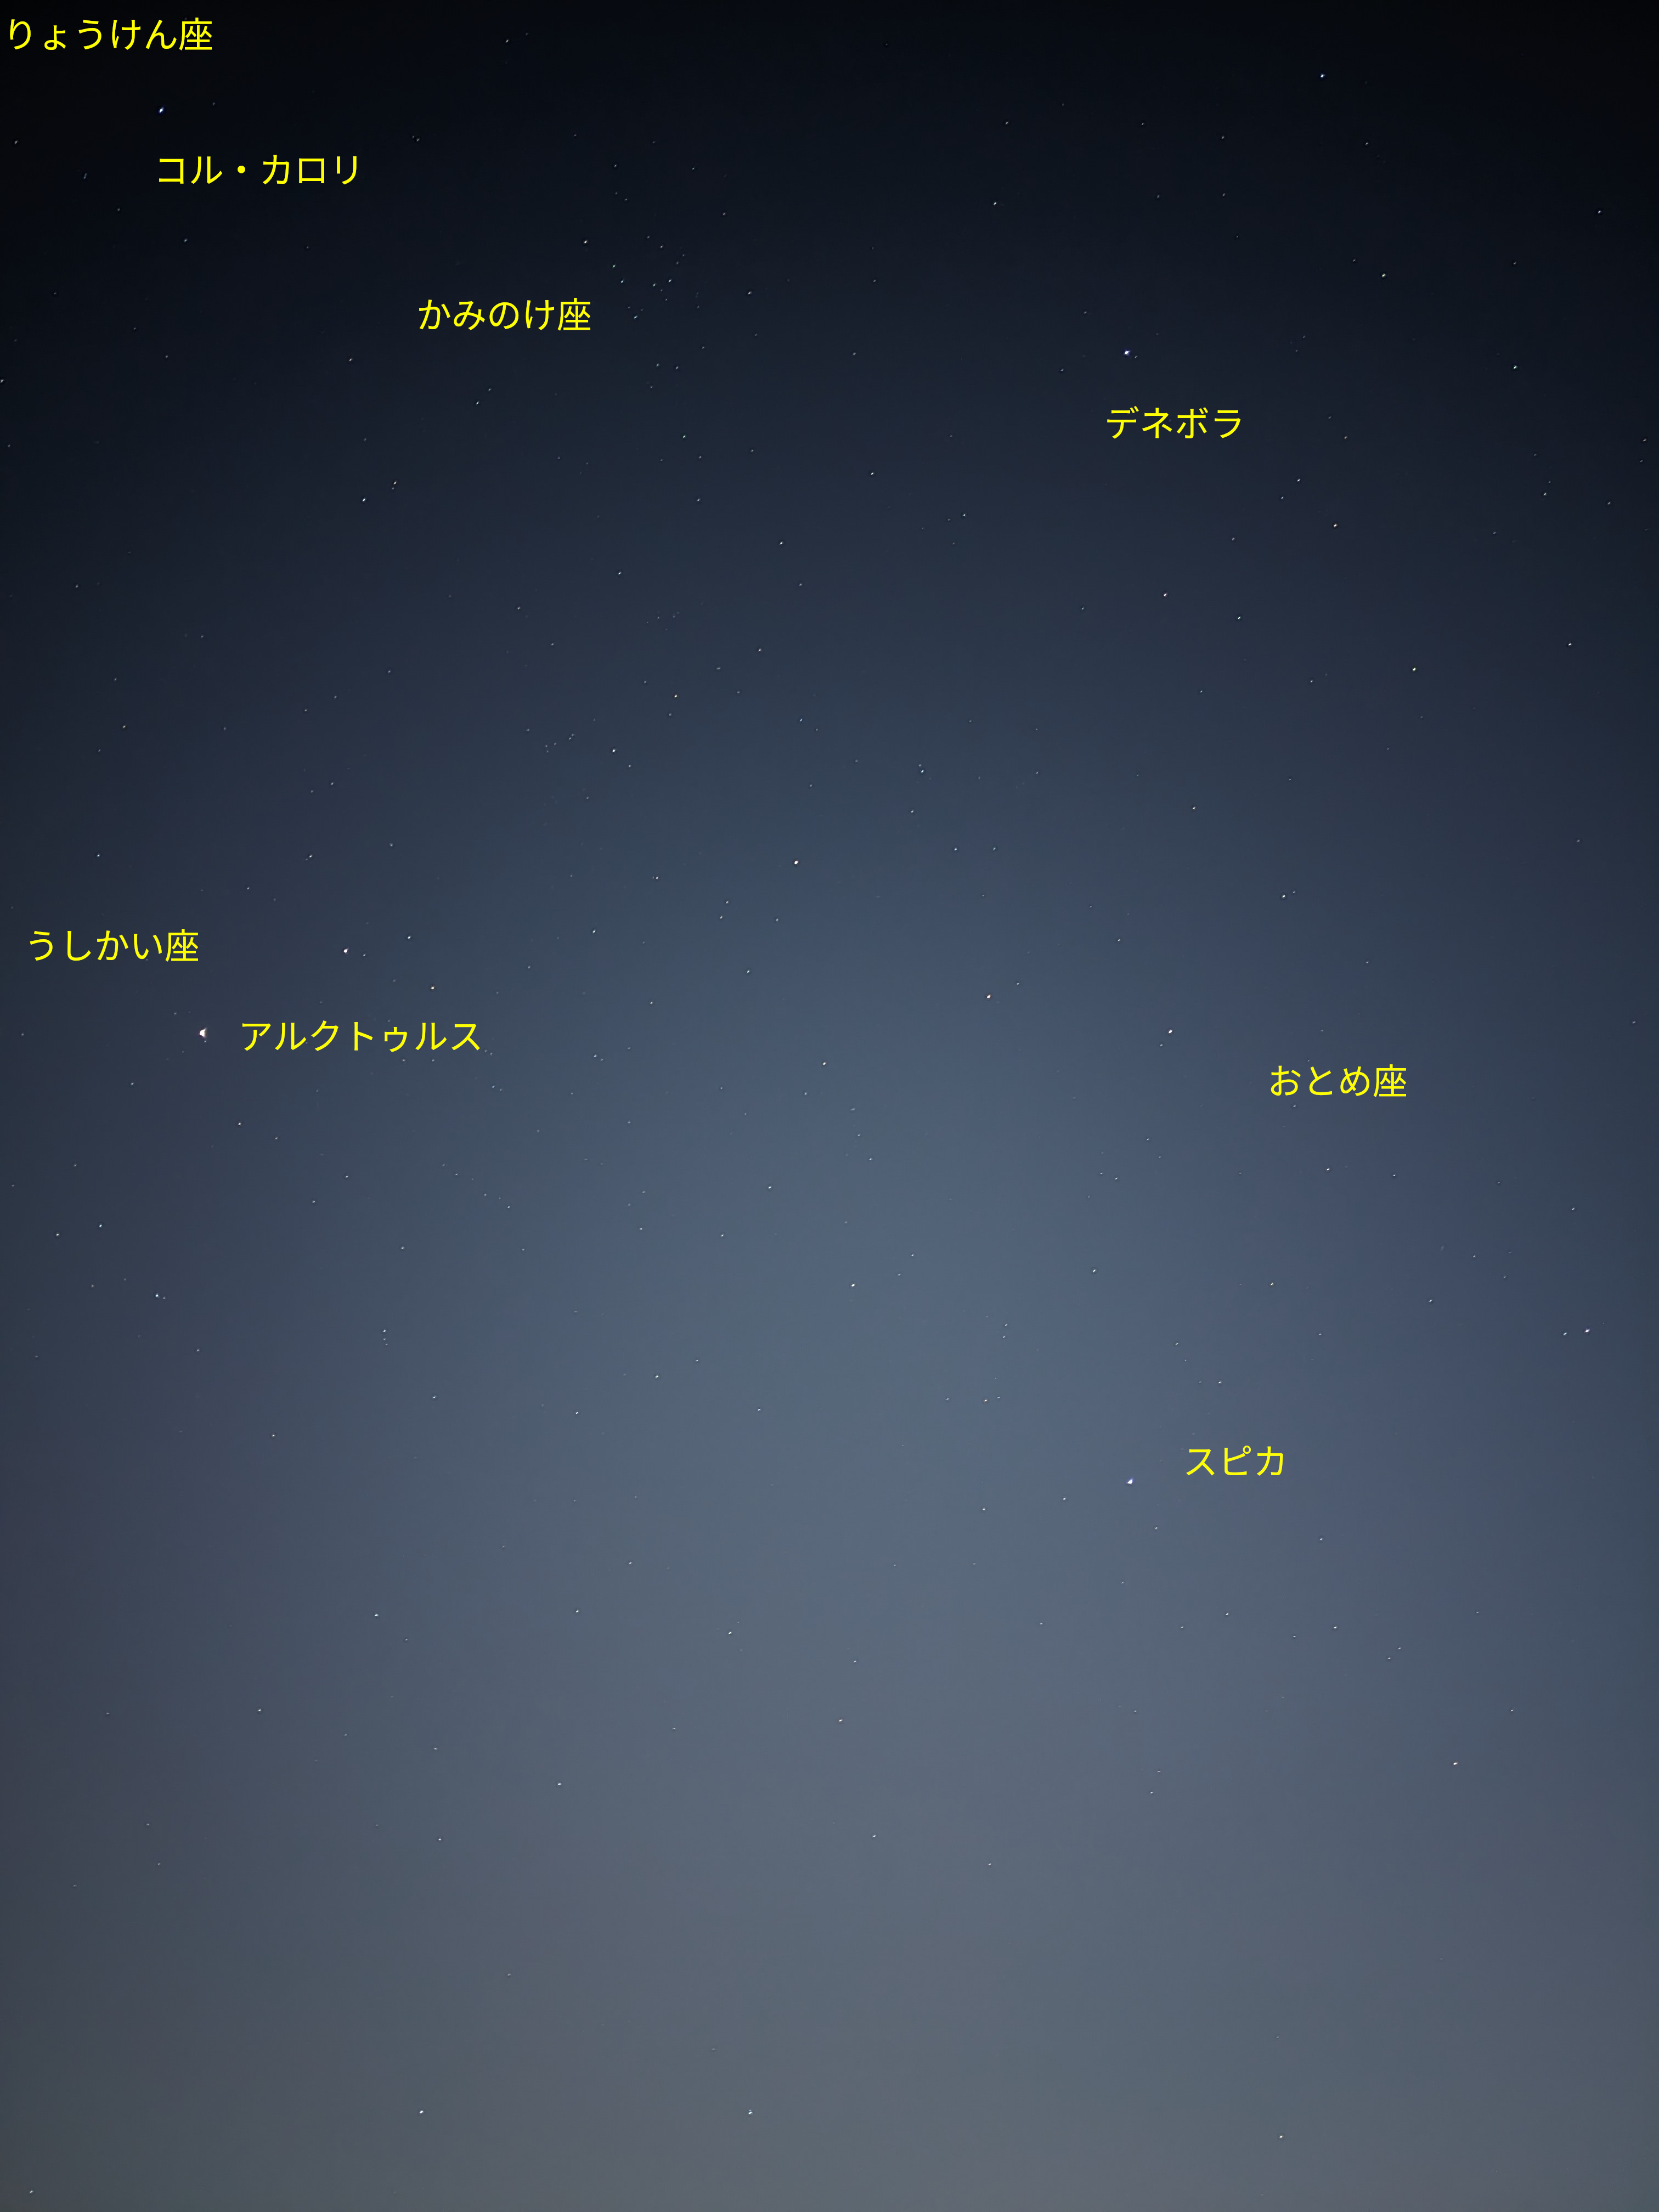 りょうけん座
コル・カロリ
かみのけ座
デネボラ
うしかい座
アルクトゥルス
おとめ座
スピカ